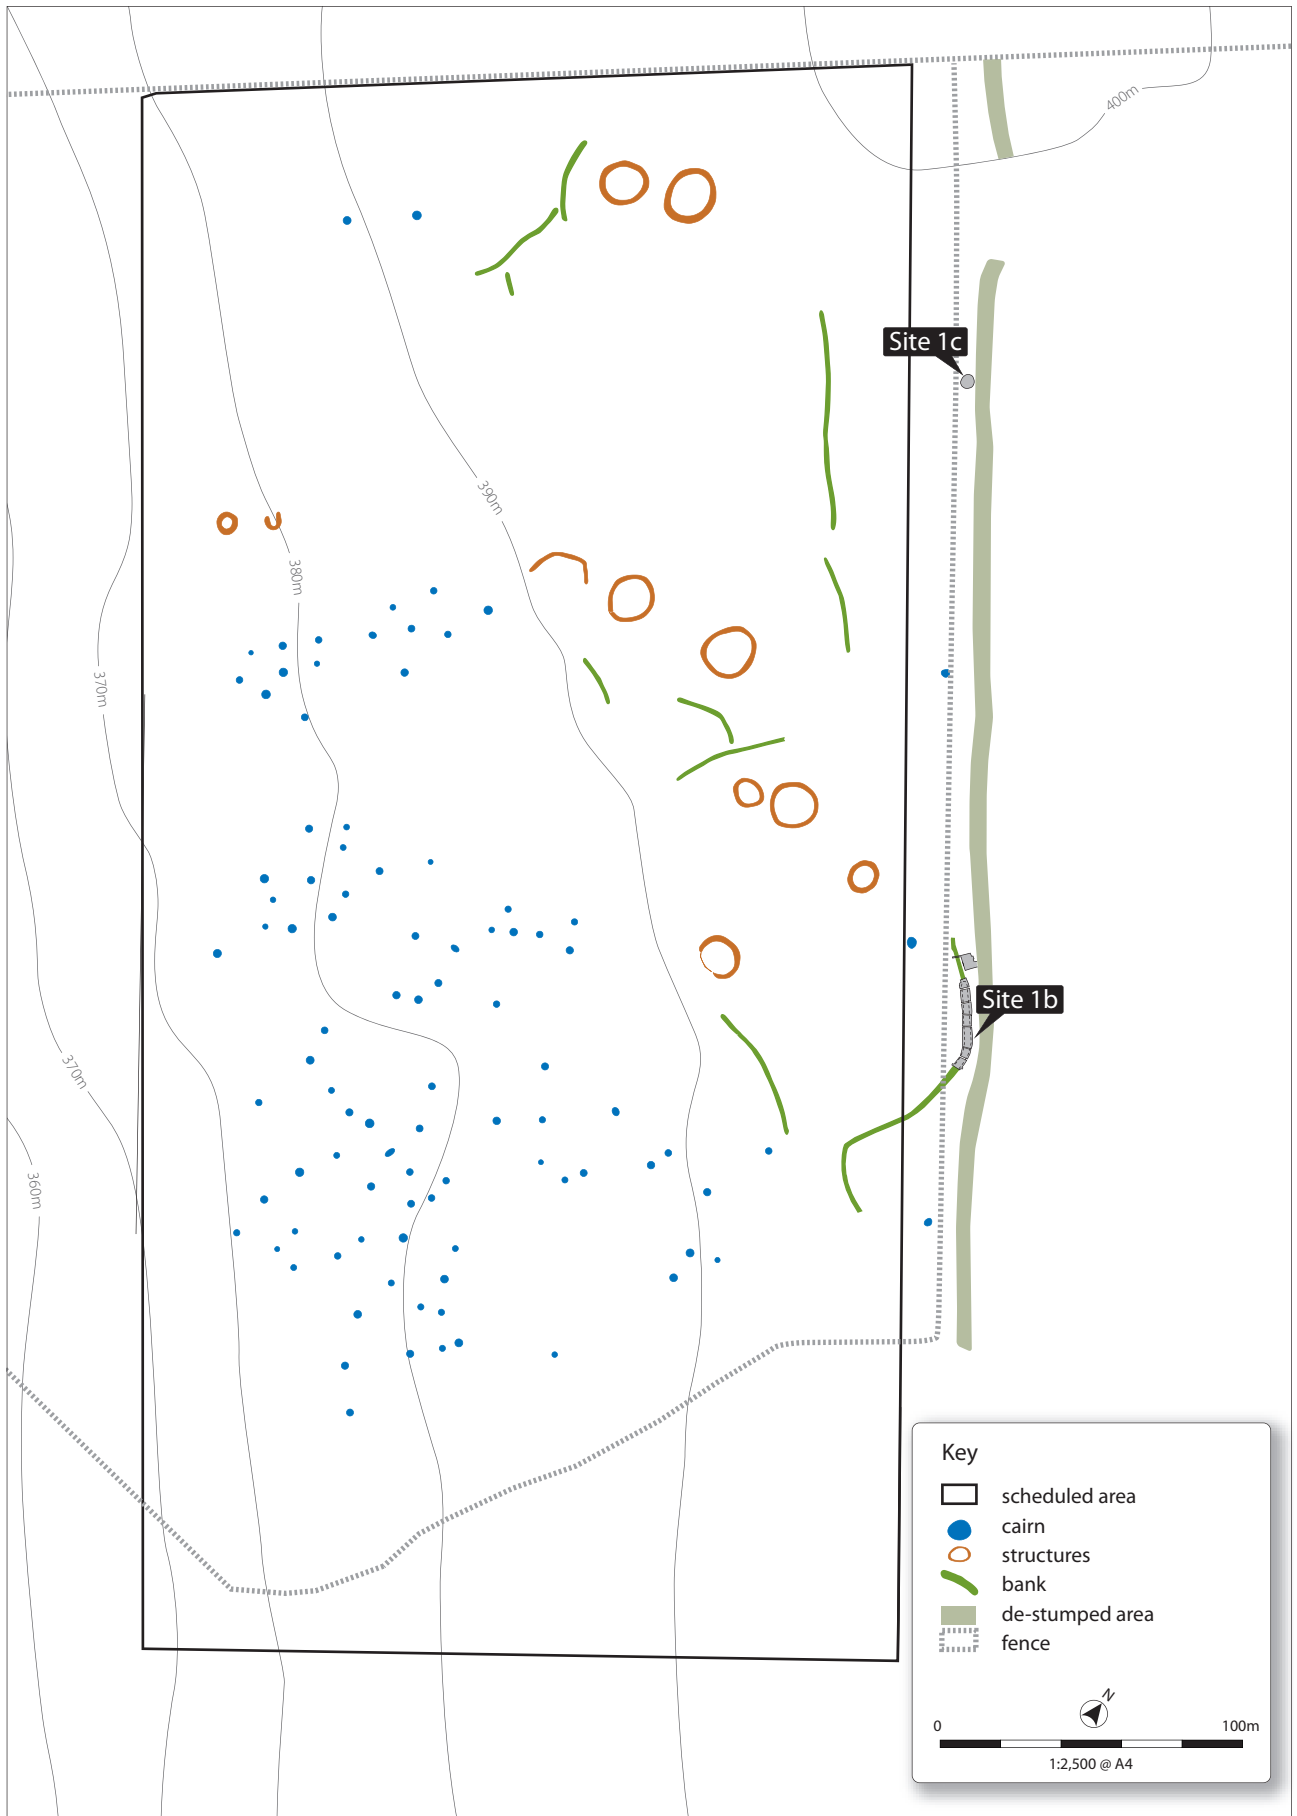 400m
Site 1c
390m
380m
370m
Site 1b
370m
360m
Key
scheduled area
cairn
structures
bank
de-stumped area
fence
N
0 100m
1:2,500 @ A4